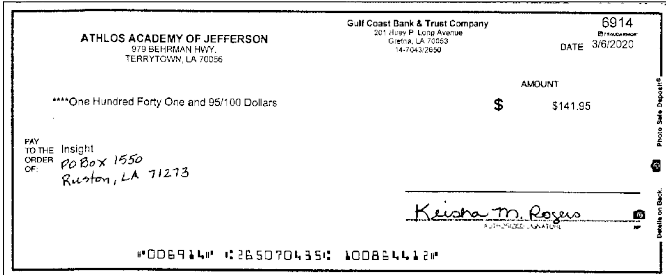 ATHLOS ACADEMY OF JEFFERSON
979 BEHRMAN HWY.
TERRYTOWN, LA 70056
Gulf Coast Bank & Trust Company
201 Huey P. Long Avenue
Gretna, LA 70053
14-7043/2650
6914
DATE 3/6/2020
AMOUNT
****One Hundred Forty One and 95/100 Dollars
$ $141.95
PAY
TO THE
ORDER
OF:
Insight
PO Box 1550
Ruston, LA 71273
Keisha M. Rogers
AUTHORIZED SIGNATURE
Photo Safe Deposit®
Details on Back.
⑈006914⑈ ⑆265070435⑆ 100864412⑈